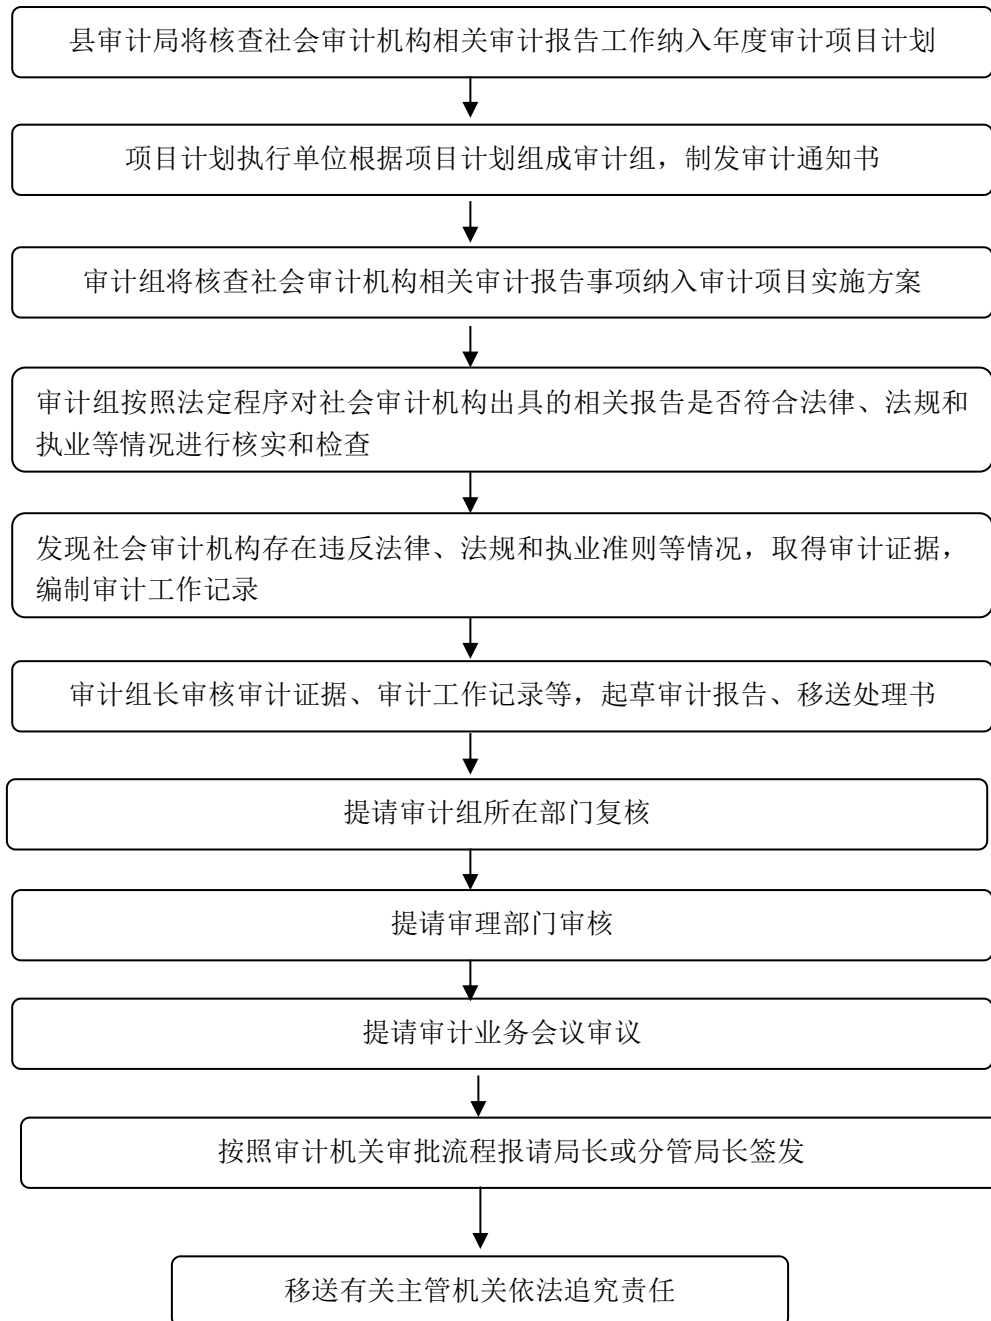 县审计局将核查社会审计机构相关审计报告工作纳入年度审计项目计划
项目计划执行单位根据项目计划组成审计组，制发审计通知书
审计组将核查社会审计机构相关审计报告事项纳入审计项目实施方案
审计组按照法定程序对社会审计机构出具的相关报告是否符合法律、法规和
执业等情况进行核实和检查
发现社会审计机构存在违反法律、法规和执业准则等情况，取得审计证据，
编制审计工作记录
审计组长审核审计证据、审计工作记录等，起草审计报告、移送处理书
提请审计组所在部门复核
提请审理部门审核
提请审计业务会议审议
按照审计机关审批流程报请局长或分管局长签发
移送有关主管机关依法追究责任